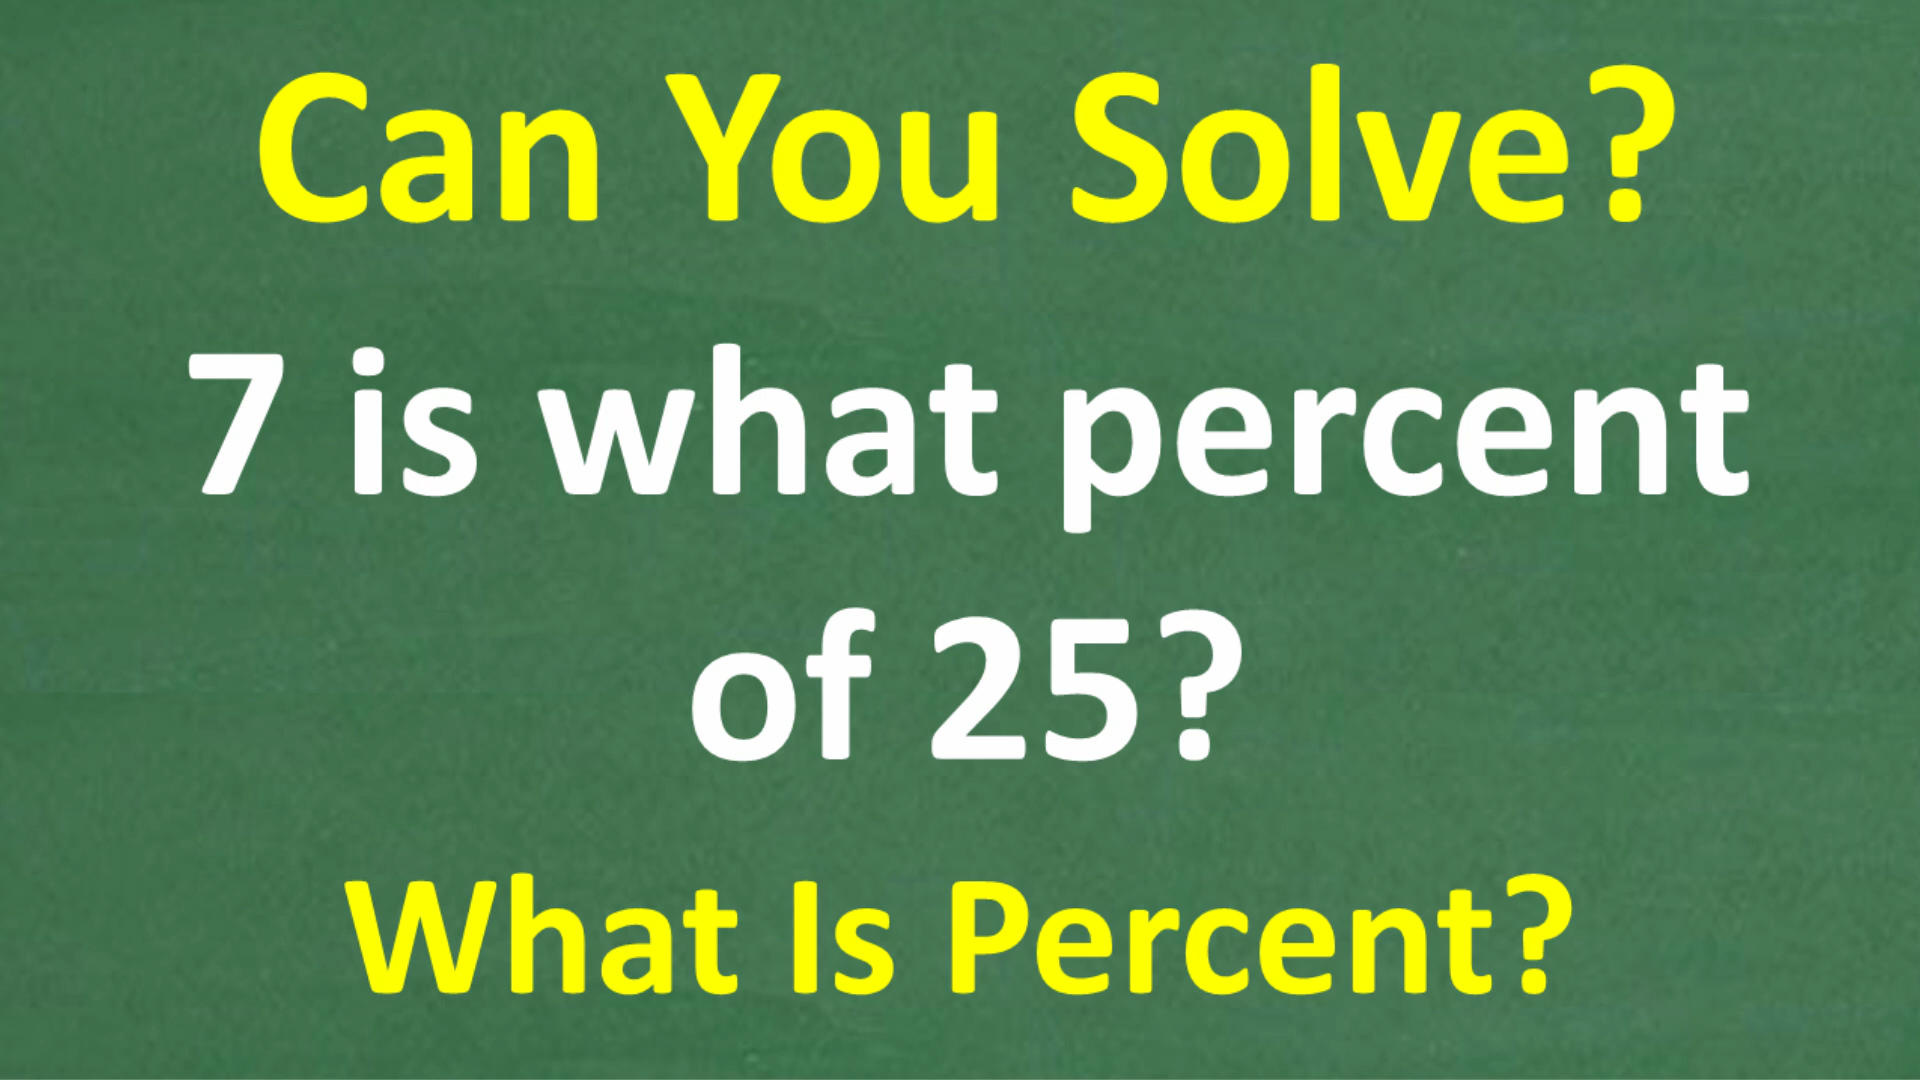 Can You Solve?
7 is what percent
of 25?
What Is Percent?